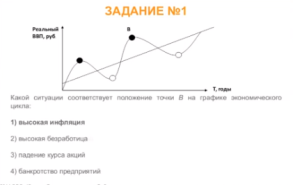 ЗАДАНИЕ №1
Реальный
ВВП, руб
В
Т, годы
Какой ситуации соответствует положение точки В на графике экономического
цикла:
1) высокая инфляция
2) высокая безработица
3) падение курса акций
4) банкротство предприятий